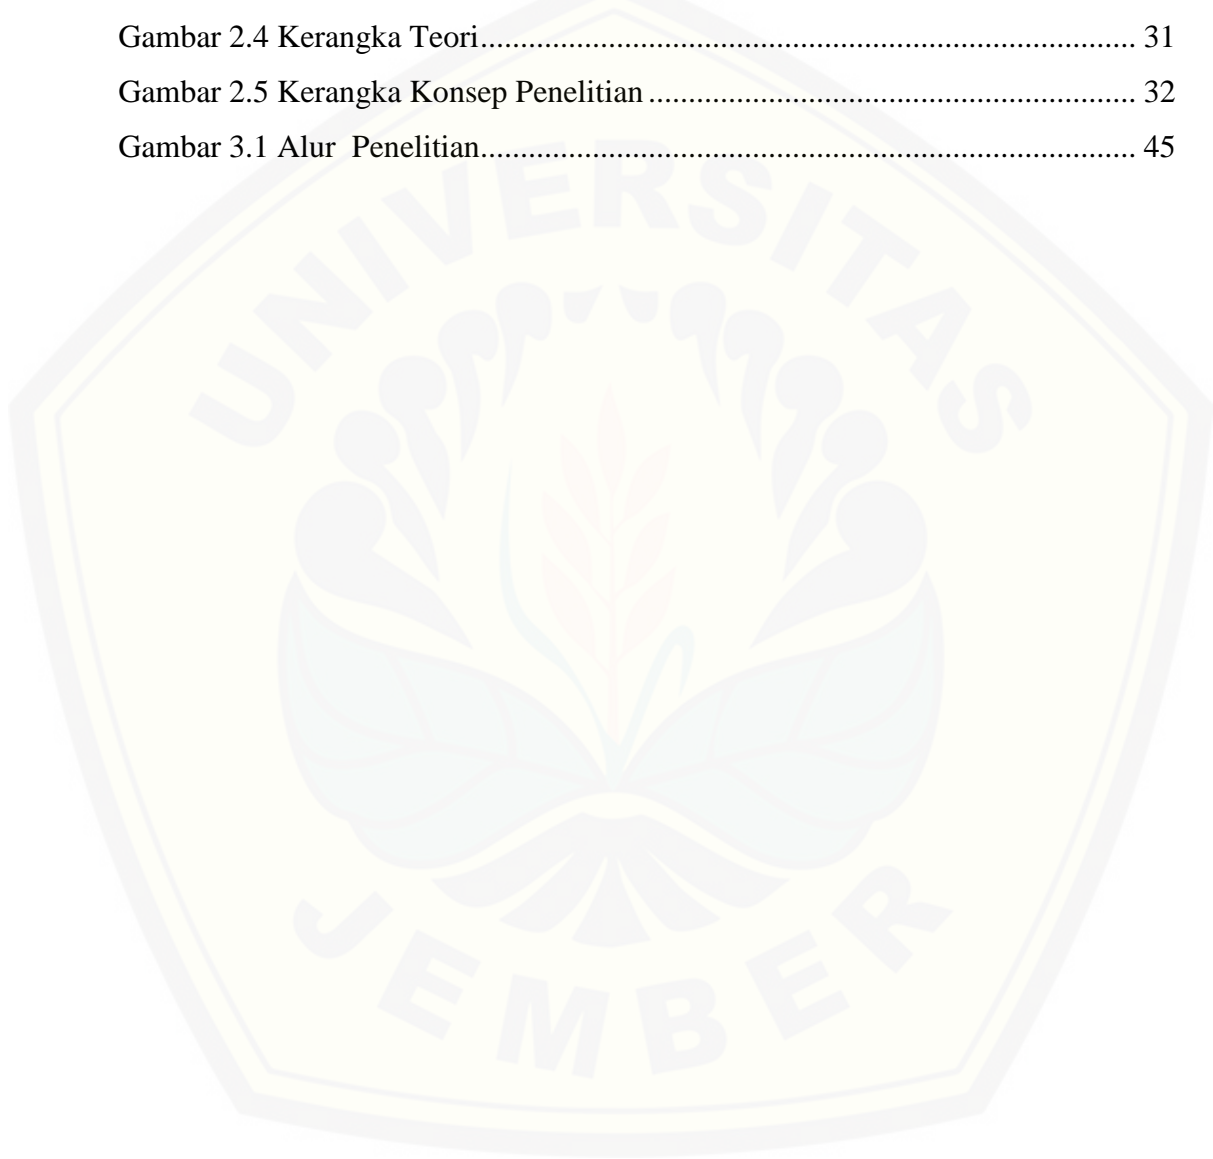 Gambar 2.4 Kerangka Teori.................................................................................. 31
Gambar 2.5 Kerangka Konsep Penelitian ............................................................. 32
Gambar 3.1 Alur  Penelitian.................................................................................. 45
UNIVERSITAS
JEMBER